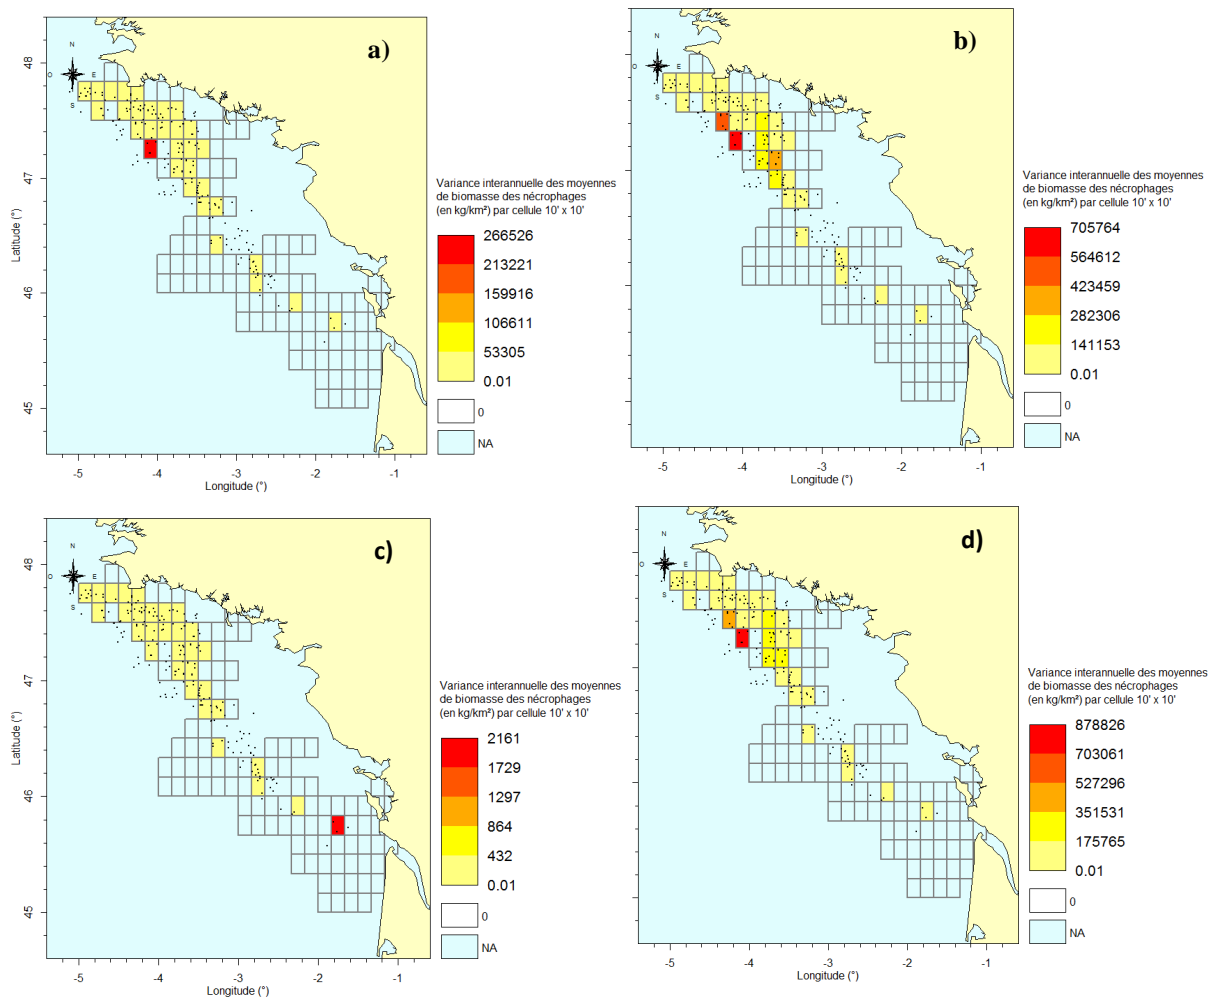 a)
N
O
E
S
48
47
46
45
Latitude (°)
-5
-4
-3
-2
-1
Longitude (°)
Variance interannuelle des moyennes
de biomasse des nécrophages
(en kg/km²) par cellule 10' x 10'
266526
213221
159916
106611
53305
0.01
0
NA
b)
N
O
E
S
-5
-4
-3
-2
-1
Longitude (°)
Variance interannuelle des moyennes
de biomasse des nécrophages
(en kg/km²) par cellule 10' x 10'
705764
564612
423459
282306
141153
0.01
0
NA
c)
N
O
E
S
48
47
46
45
Latitude (°)
-5
-4
-3
-2
-1
Longitude (°)
Variance interannuelle des moyennes
de biomasse des nécrophages
(en kg/km²) par cellule 10' x 10'
2161
1729
1297
864
432
0.01
0
NA
d)
N
O
E
S
-5
-4
-3
-2
-1
Longitude (°)
Variance interannuelle des moyennes
de biomasse des nécrophages
(en kg/km²) par cellule 10' x 10'
878826
703061
527296
351531
175765
0.01
0
NA